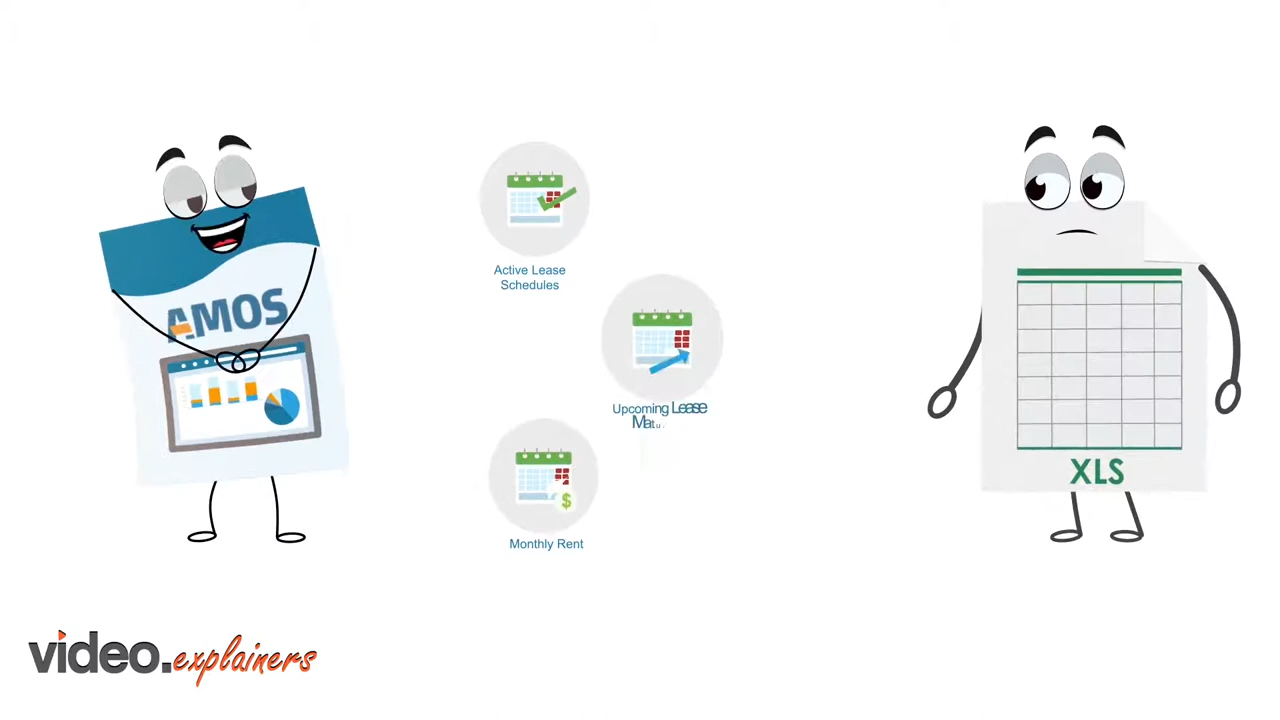 AMOS
Active Lease
Schedules
Upcoming Lease
Monthly Rent
XLS
video.explainers